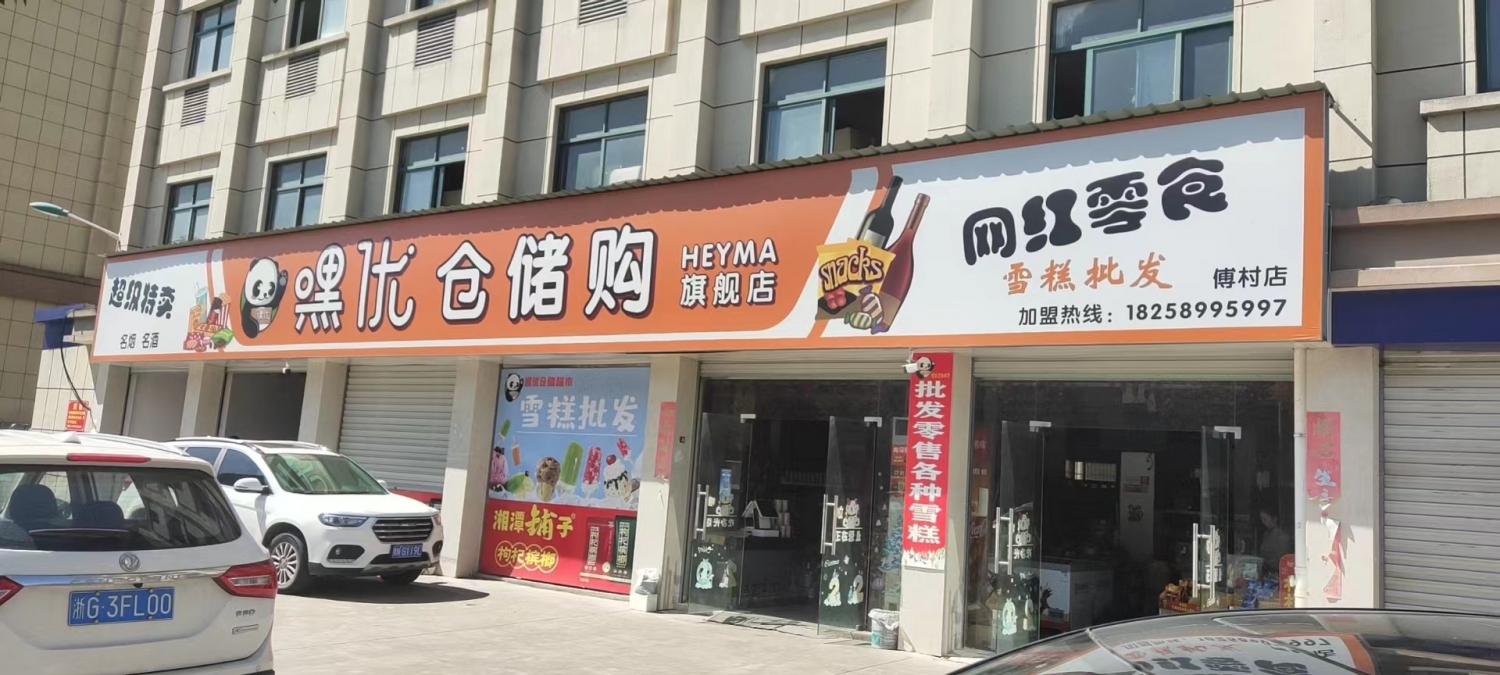 超级特卖
名烟 名酒
嘿优仓储购
HEYMA
旗舰店
snacks
网红零食
雪糕批发
傅村店
加盟热线：18258995997
雪糕批发
湘潭铺子
枸杞槟榔
批发零售各种雪糕
浙G·3FL00